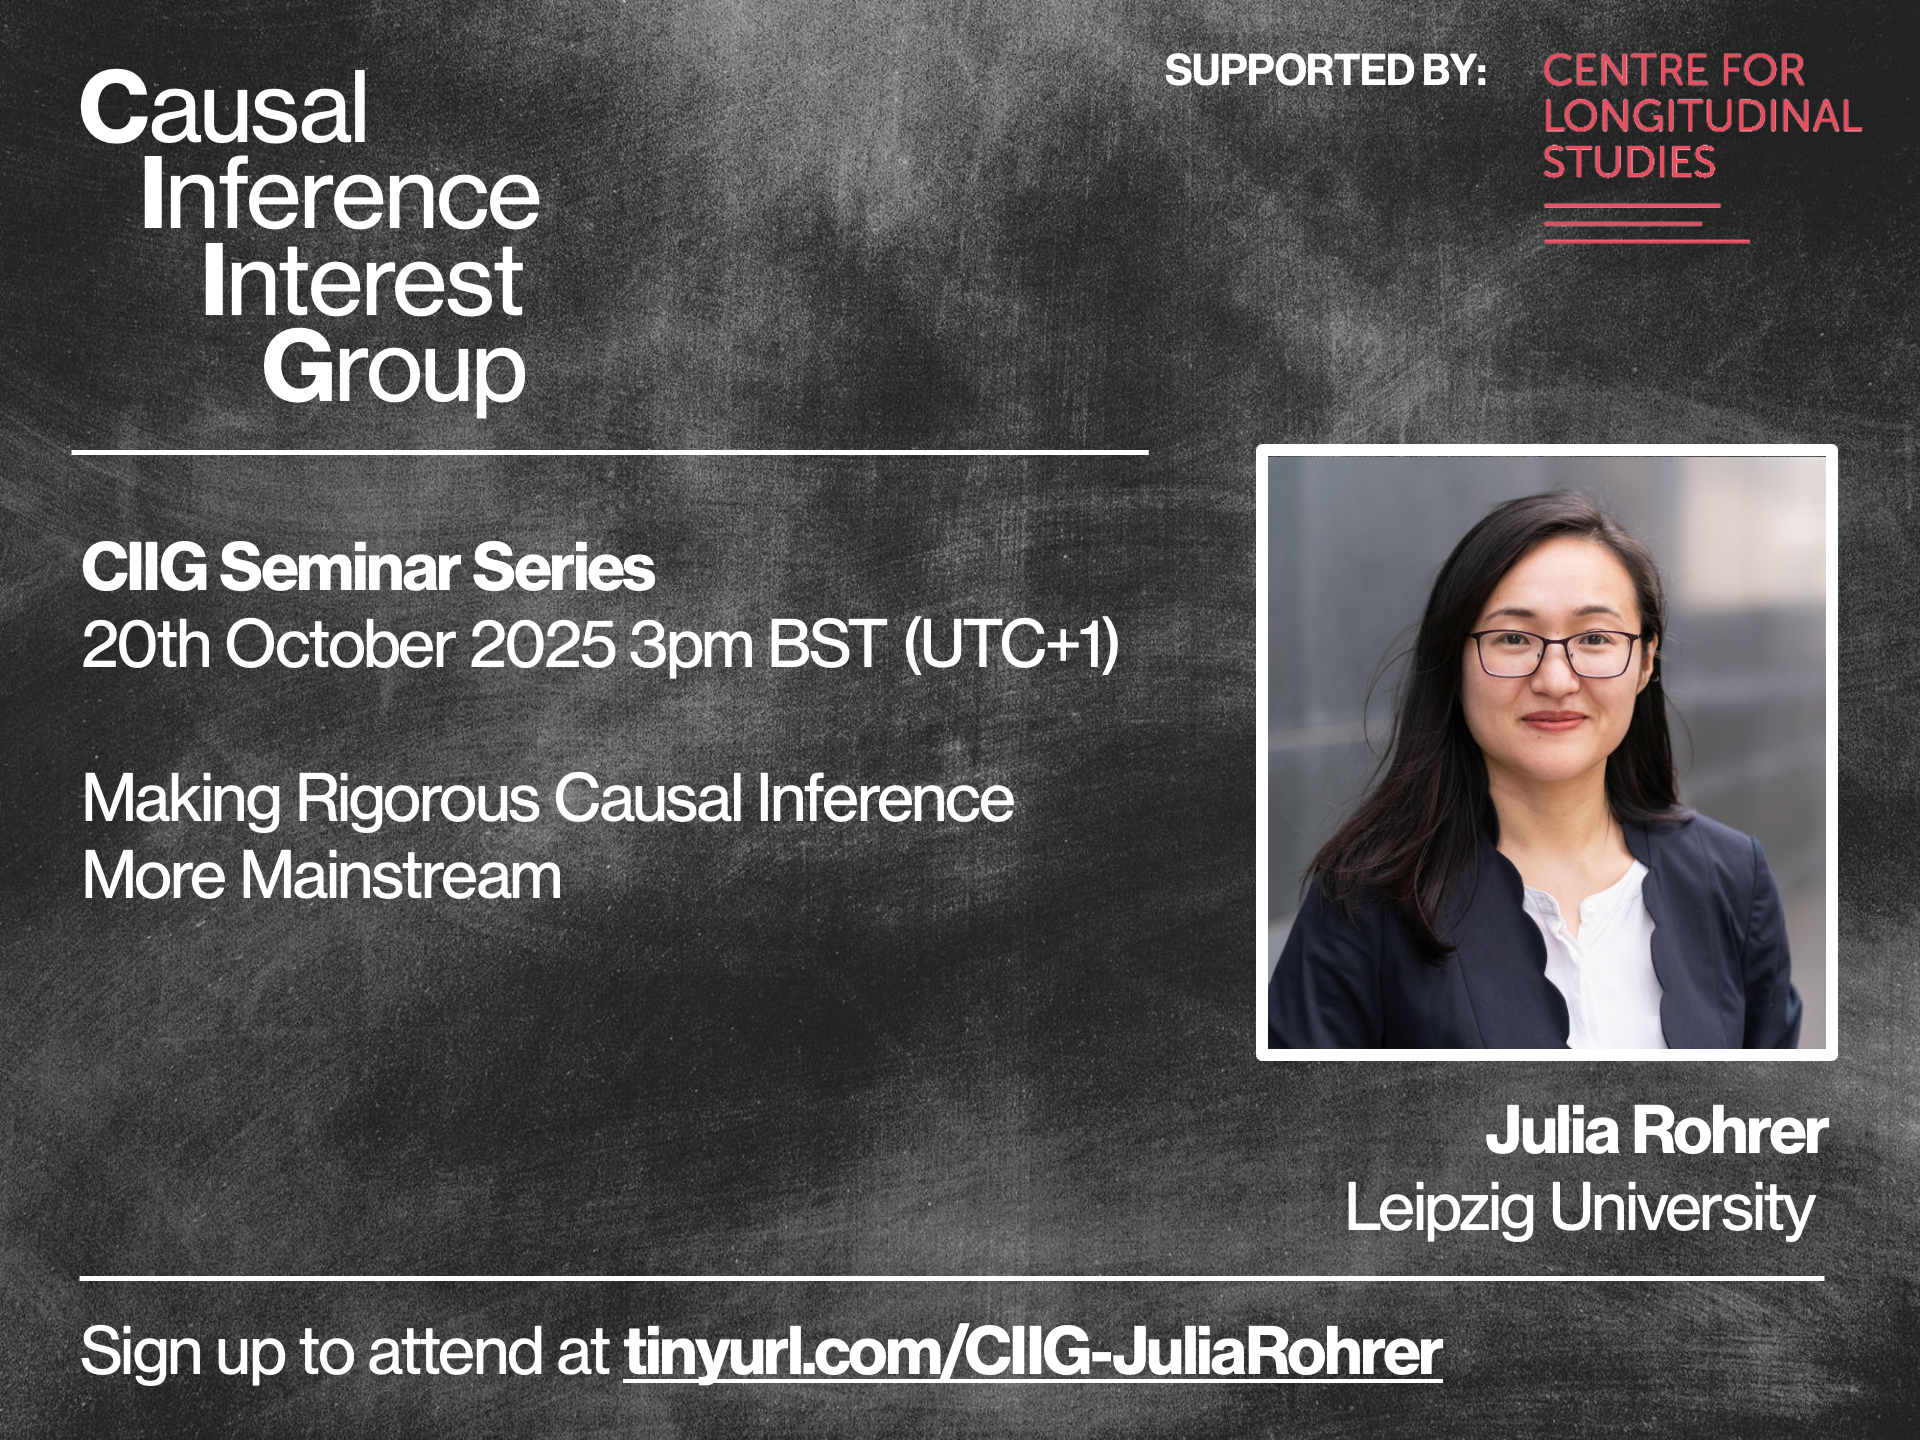 Causal
Inference
Interest
Group
SUPPORTED BY:
CENTRE FOR
LONGITUDINAL
STUDIES
CIIG Seminar Series
20th October 2025 3pm BST (UTC+1)
Making Rigorous Causal Inference
More Mainstream
Julia Rohrer
Leipzig University
Sign up to attend at tinyurl.com/CIIG-JuliaRohrer